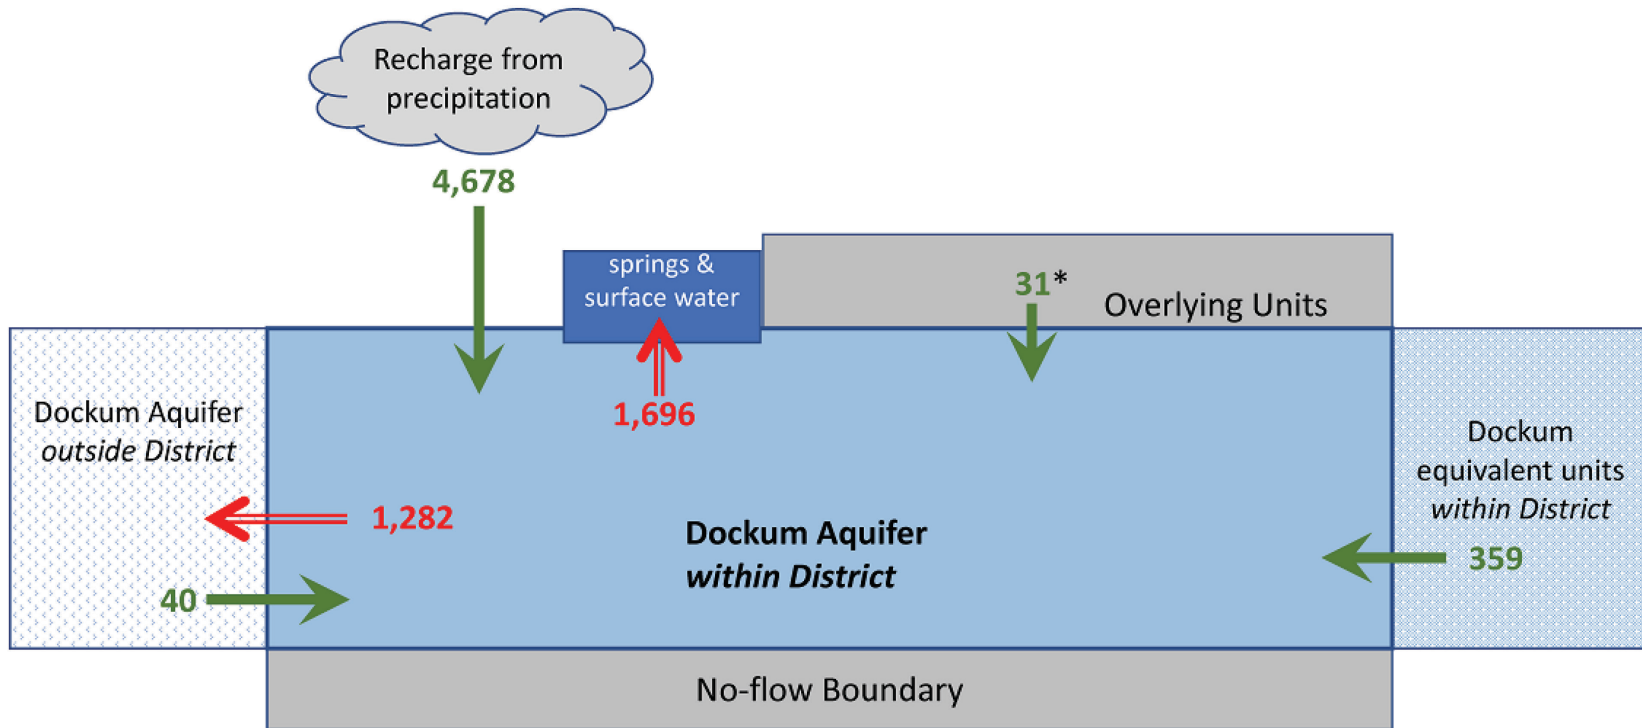 Recharge from
precipitation
4,678
springs &
surface water
31*
Overlying Units
1,696
Dockum Aquifer
outside District
Dockum
equivalent units
within District
1,282
Dockum Aquifer
within District
359
40
No-flow Boundary